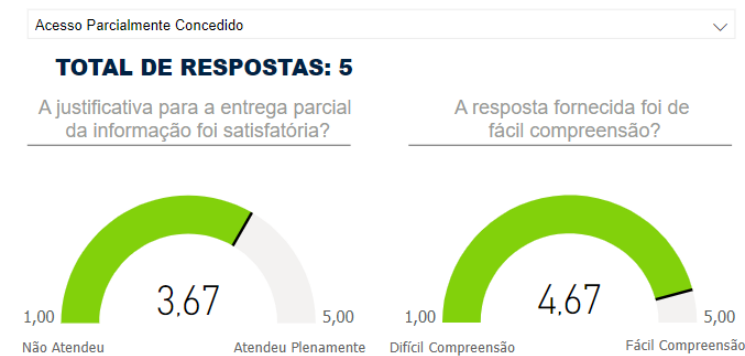 Acesso Parcialmente Concedido
TOTAL DE RESPOSTAS: 5
A justificativa para a entrega parcial
da informação foi satisfatória?
3,67
1,00
5,00
Não Atendeu
Atendeu Plenamente
A resposta fornecida foi de
fácil compreensão?
4,67
1,00
5,00
Difícil Compreensão
Fácil Compreensão